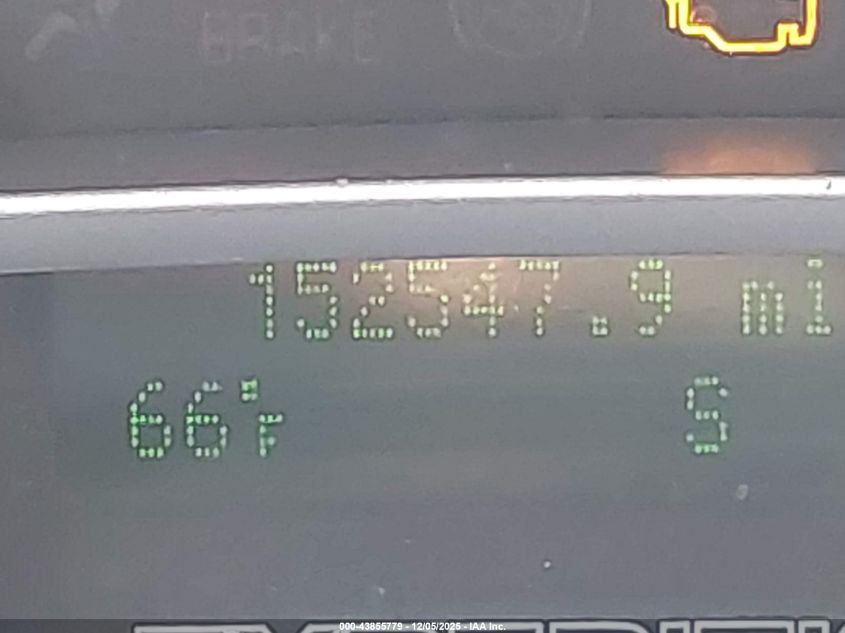 BRAKE
152547.9 mi
66°F S
000-43855779 - 12/05/2025 - IAA Inc.